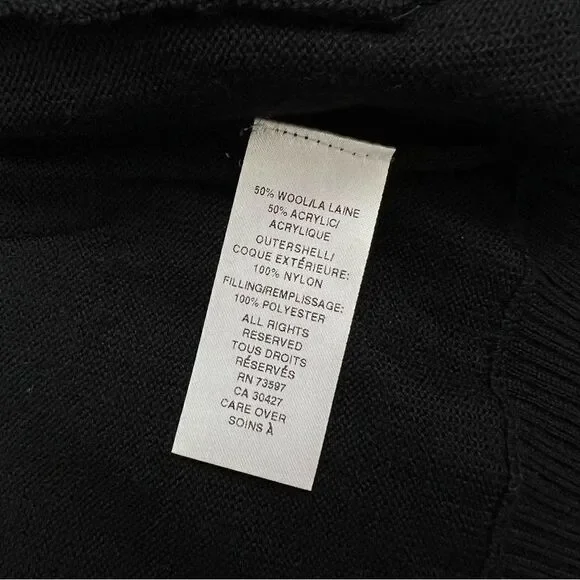 50% WOOL/LA LAINE
50% ACRYLIC/
ACRYLIQUE
OUTERSHELL/
COQUE EXTÉRIEURE:
100% NYLON
FILLING/REMPLISSAGE:
100% POLYESTER
ALL RIGHTS
RESERVED
TOUS DROITS
RÉSERVÉS
RN 73597
CA 30427
CARE OVER
SOINS À